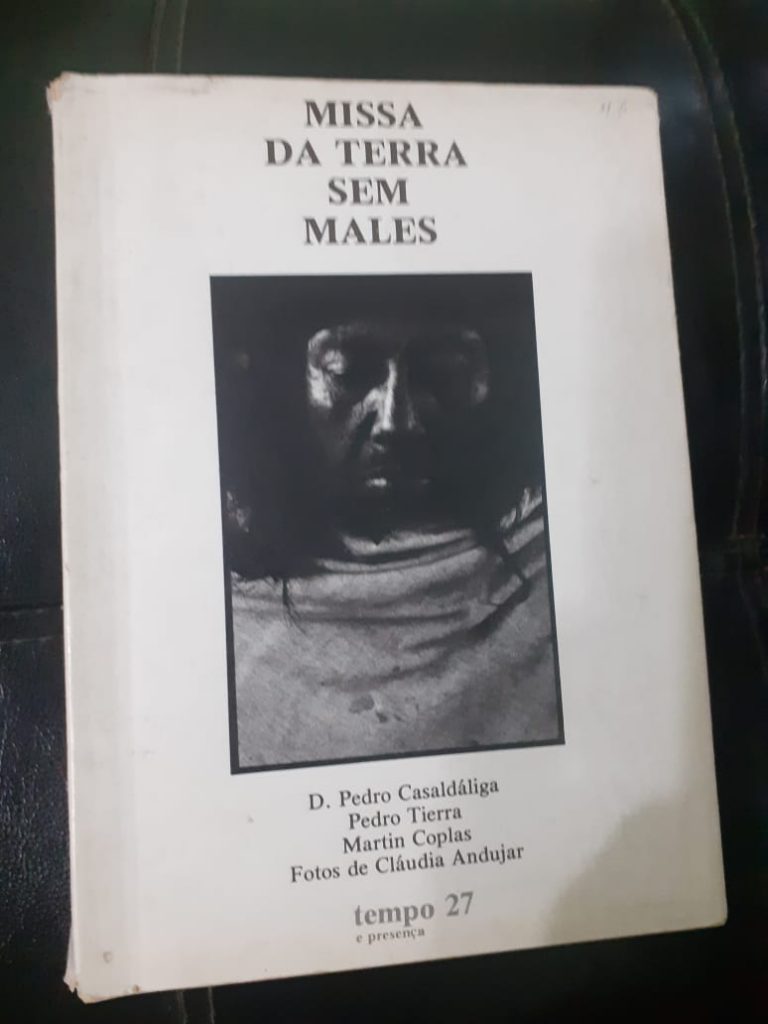 MISSA
DA TERRA
SEM
MALES
D. Pedro Casaldáliga
Pedro Tierra
Martin Coplas
Fotos de Cláudia Andujar
tempo 27
e presença